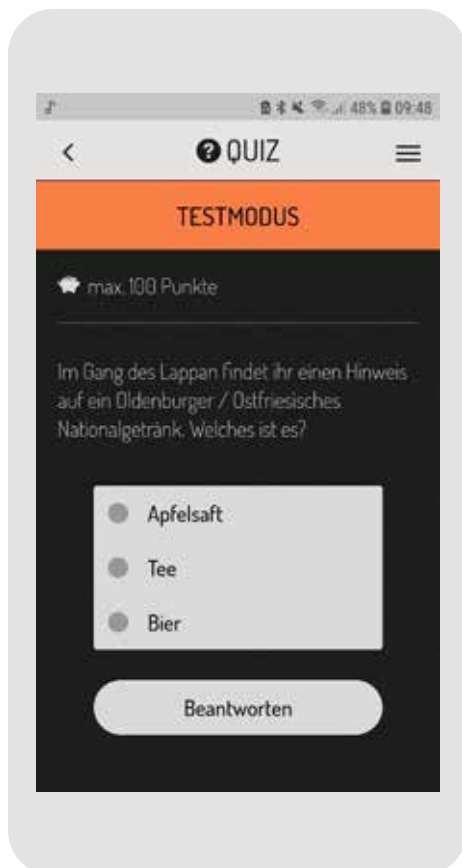 48% 09:48
QUIZ
TESTMODUS
max. 100 Punkte
Im Gang des Lappan findet ihr einen Hinweis
auf ein Oldenburger / Ostfriesisches
Nationalgetränk. Welches ist es?
Apfelsaft
Tee
Bier
Beantworten